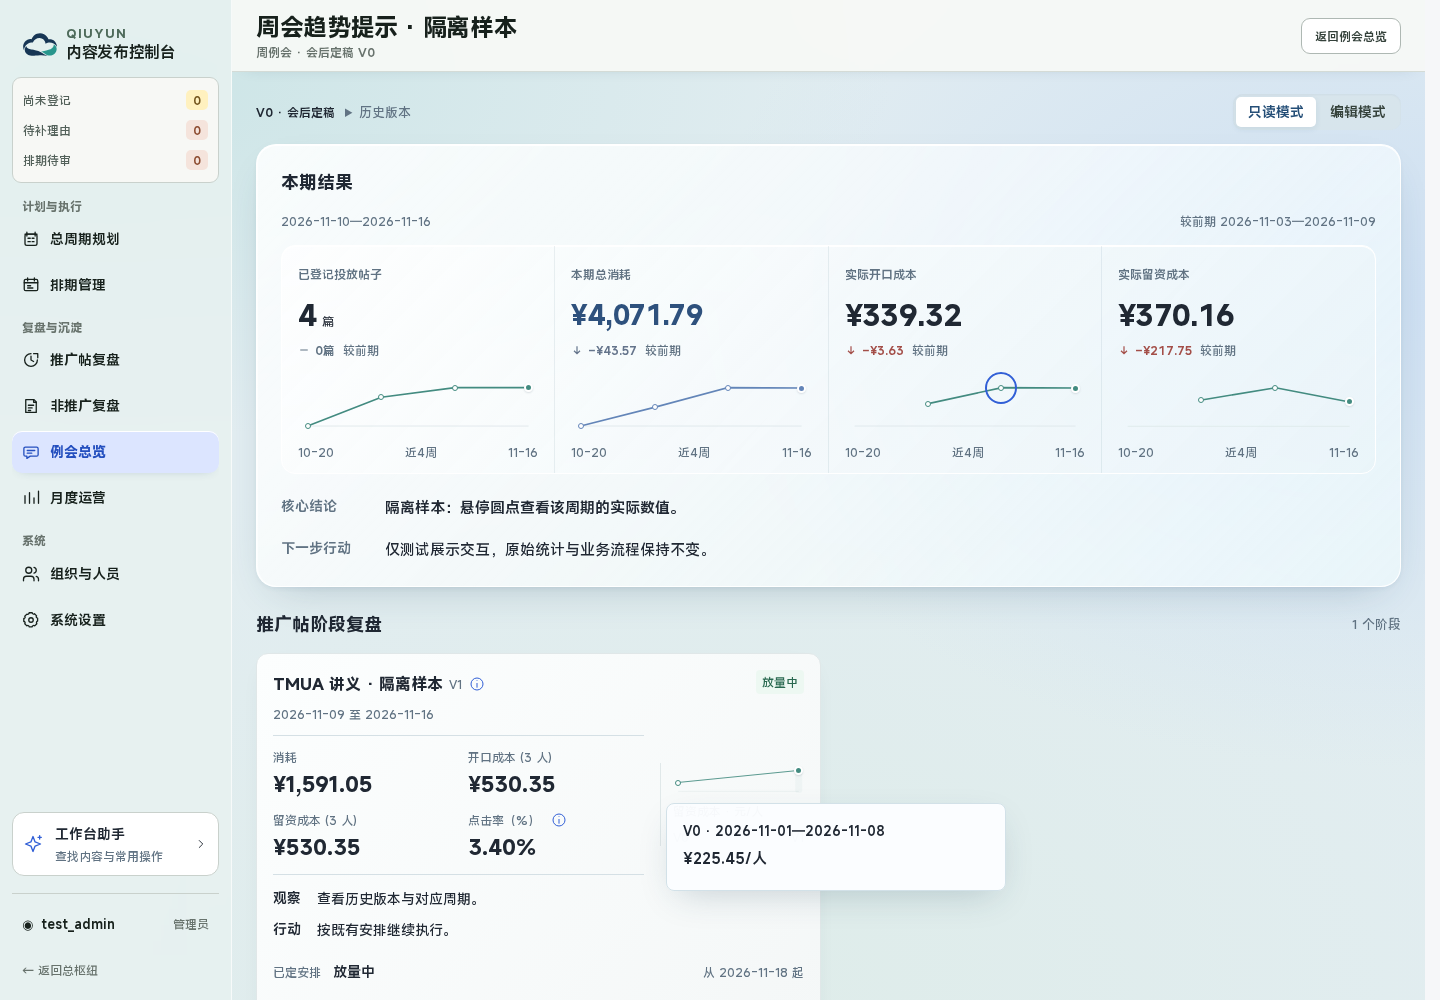 QIUYUN
内容发布控制台
尚未登记 0
待补理由 0
排期待审 0
计划与执行
总周期规划
排期管理
复盘与沉淀
推广帖复盘
非推广复盘
例会总览
月度运营
系统
组织与人员
系统设置
工作台助手
查找内容与常用操作
test_admin 管理员
← 返回总枢纽
周会趋势提示 · 隔离样本
周例会 · 会后定稿 V0
返回例会总览
V0 · 会后定稿 ▶ 历史版本
只读模式 编辑模式
本期结果
2026-11-10—2026-11-16 较前期 2026-11-03—2026-11-09
已登记投放帖子 本期总消耗 实际开口成本 实际留资成本
4 篇 ¥4,071.79 ¥339.32 ¥370.16
— 0篇 较前期 ↓ -¥43.57 较前期 ↓ -¥3.63 较前期 ↓ -¥217.75 较前期
10-20 近4周 11-16 10-20 近4周 11-16 10-20 近4周 11-16 10-20 近4周 11-16
核心结论 隔离样本：悬停圆点查看该周期的实际数值。
下一步行动 仅测试展示交互，原始统计与业务流程保持不变。
推广帖阶段复盘 1 个阶段
TMUA 讲义 · 隔离样本 V1 放量中
2026-11-09 至 2026-11-16
消耗 开口成本 (3 人)
¥1,591.05 ¥530.35
留资成本 (3 人) 点击率（%）
¥530.35 3.40%
V0 · 2026-11-01—2026-11-08
¥225.45/人
观察 查看历史版本与对应周期。
行动 按既有安排继续执行。
已定安排 放量中 从 2026-11-18 起